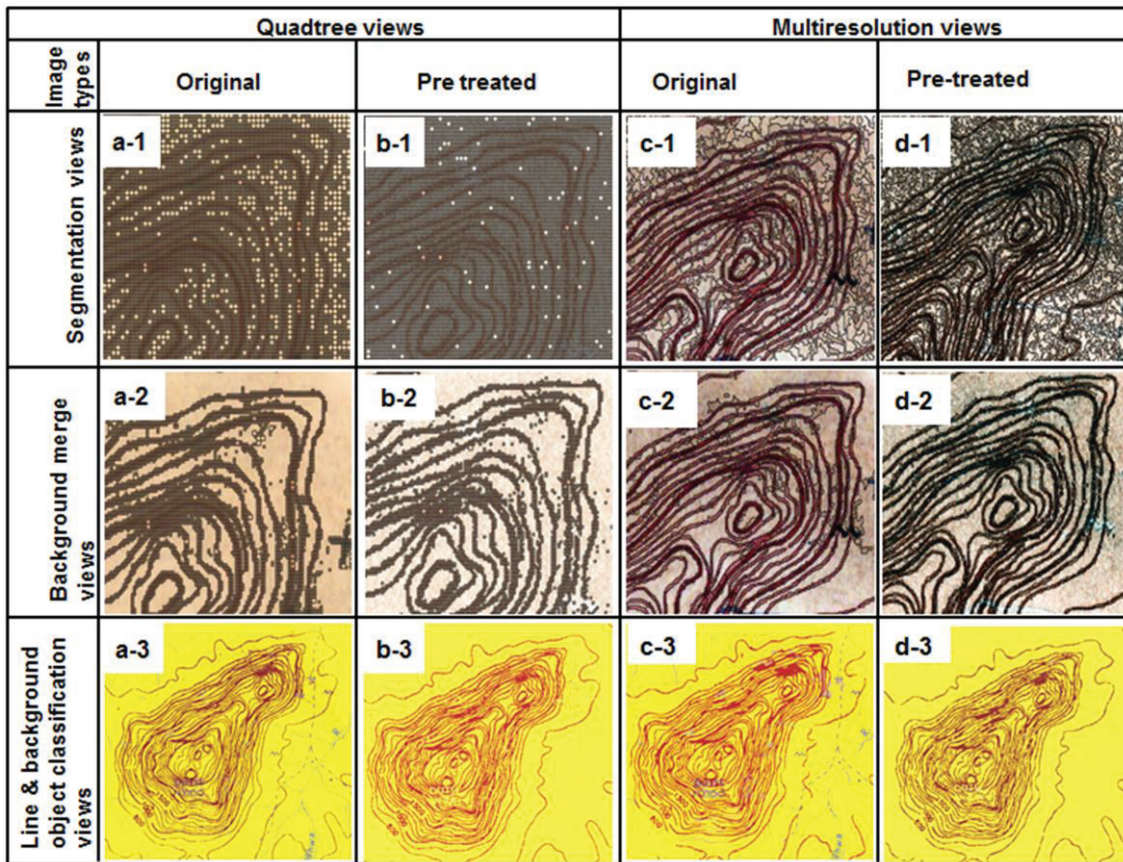 Quadtree views
Multiresolution views
Image
types
Original
Pre treated
Original
Pre-treated
Segmentation views
a-1
b-1
c-1
d-1
Background merge
views
a-2
b-2
c-2
d-2
Line & background
object classification
views
a-3
b-3
c-3
d-3